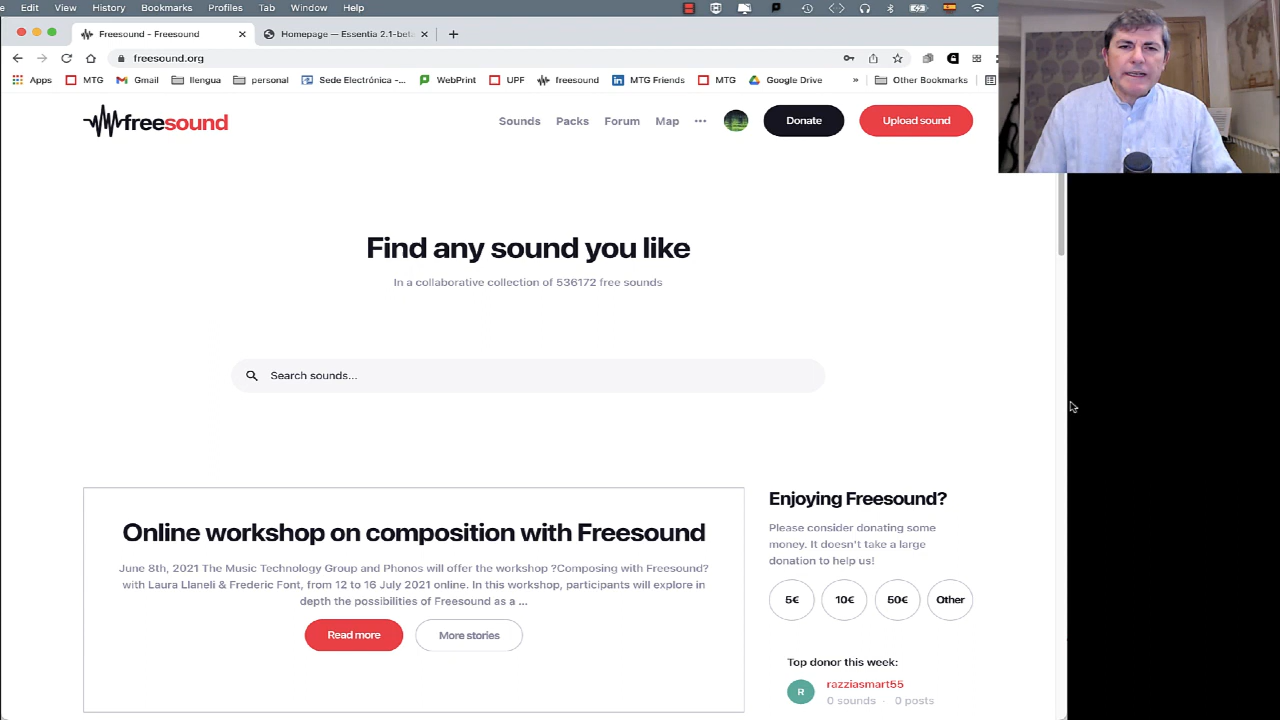 Edit View History Bookmarks Profiles Tab Window Help
Freesound - Freesound
Homepage — Essentia 2.1-beta
freesound.org
Apps MTG Gmail llengua personal Sede Electrónica -... WebPrint UPF freesound MTG Friends MTG Google Drive » Other Bookmarks
freesound
Sounds Packs Forum Map ••• Donate Upload sound
Find any sound you like
In a collaborative collection of 536172 free sounds
Search sounds...
Online workshop on composition with Freesound
June 8th, 2021 The Music Technology Group and Phonos will offer the workshop ?Composing with Freesound?
with Laura Llaneli & Frederic Font, from 12 to 16 July 2021 online. In this workshop, participants will explore in
depth the possibilities of Freesound as a ...
Read more More stories
Enjoying Freesound?
Please consider donating some
money. It doesn't take a large
donation to help us!
5€ 10€ 50€ Other
Top donor this week:
R razziasmart55
0 sounds · 0 posts